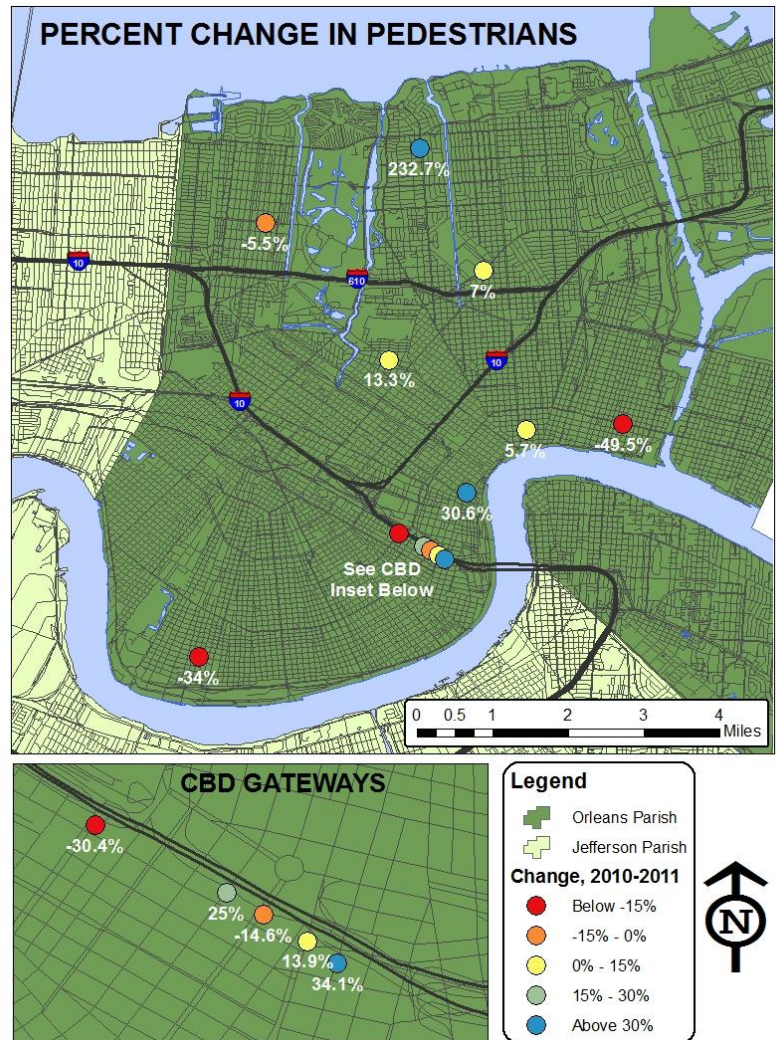 PERCENT CHANGE IN PEDESTRIANS
232.7%
-5.5%
10
610
7%
13.3%
10
10
5.7%
-49.5%
30.6%
See CBD
Inset Below
-34%
0 0.5 1 2 3 4
Miles
CBD GATEWAYS
-30.4%
25%
-14.6%
13.9%
34.1%
Legend
Orleans Parish
Jefferson Parish
Change, 2010-2011
Below -15%
-15% - 0%
0% - 15%
15% - 30%
Above 30%
N